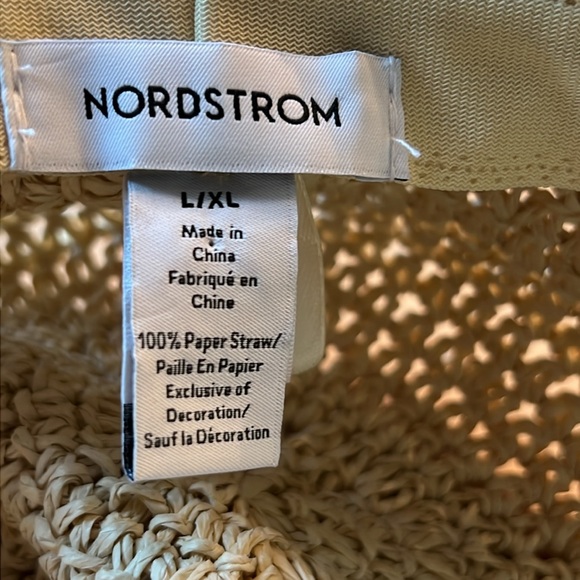 NORDSTROM
L/XL
Made in
China
Fabriqué en
Chine
100% Paper Straw/
Paille En Papier
Exclusive of
Decoration/
Sauf la Décoration